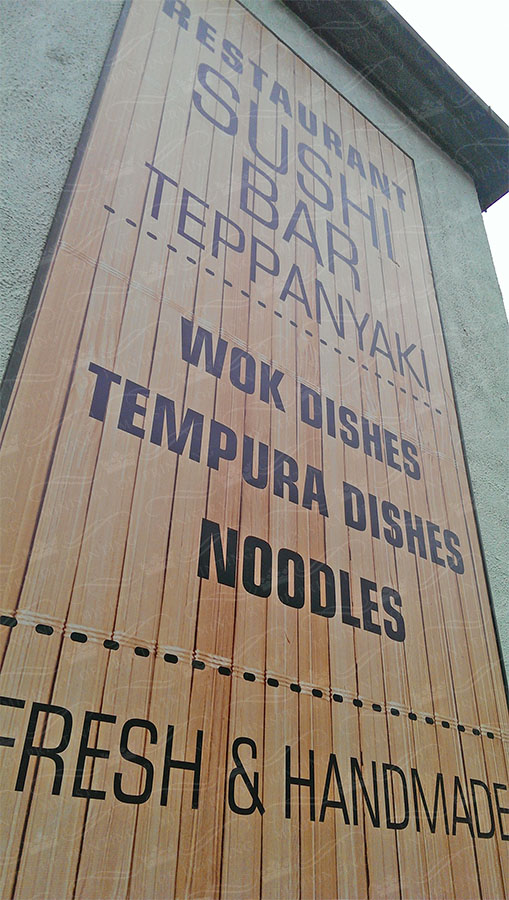 RESTAURANT
SUSHI
BAR
TEPPANYAKI
WOK DISHES
TEMPURA DISHES
NOODLES
FRESH & HANDMADE